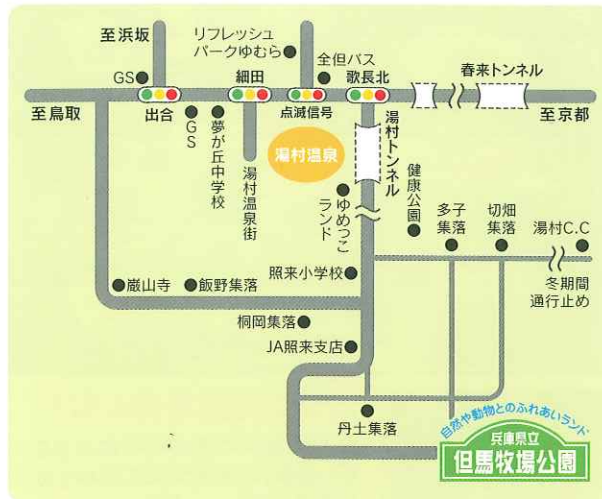 至浜坂
リフレッシュ
パークゆむら
全但バス
GS
細田
歌長北
春来トンネル
至鳥取
出合
点滅信号
至京都
GS
夢が丘中学校
湯村温泉街
湯村温泉
湯村トンネル
ゆめっこ
ランド
健康公園
多子
集落
切畑
集落
湯村C.C
冬期間
通行止め
照来小学校
巌山寺
飯野集落
桐岡集落
JA照来支店
丹土集落
自然や動物とのふれあいランド
兵庫県立
但馬牧場公園